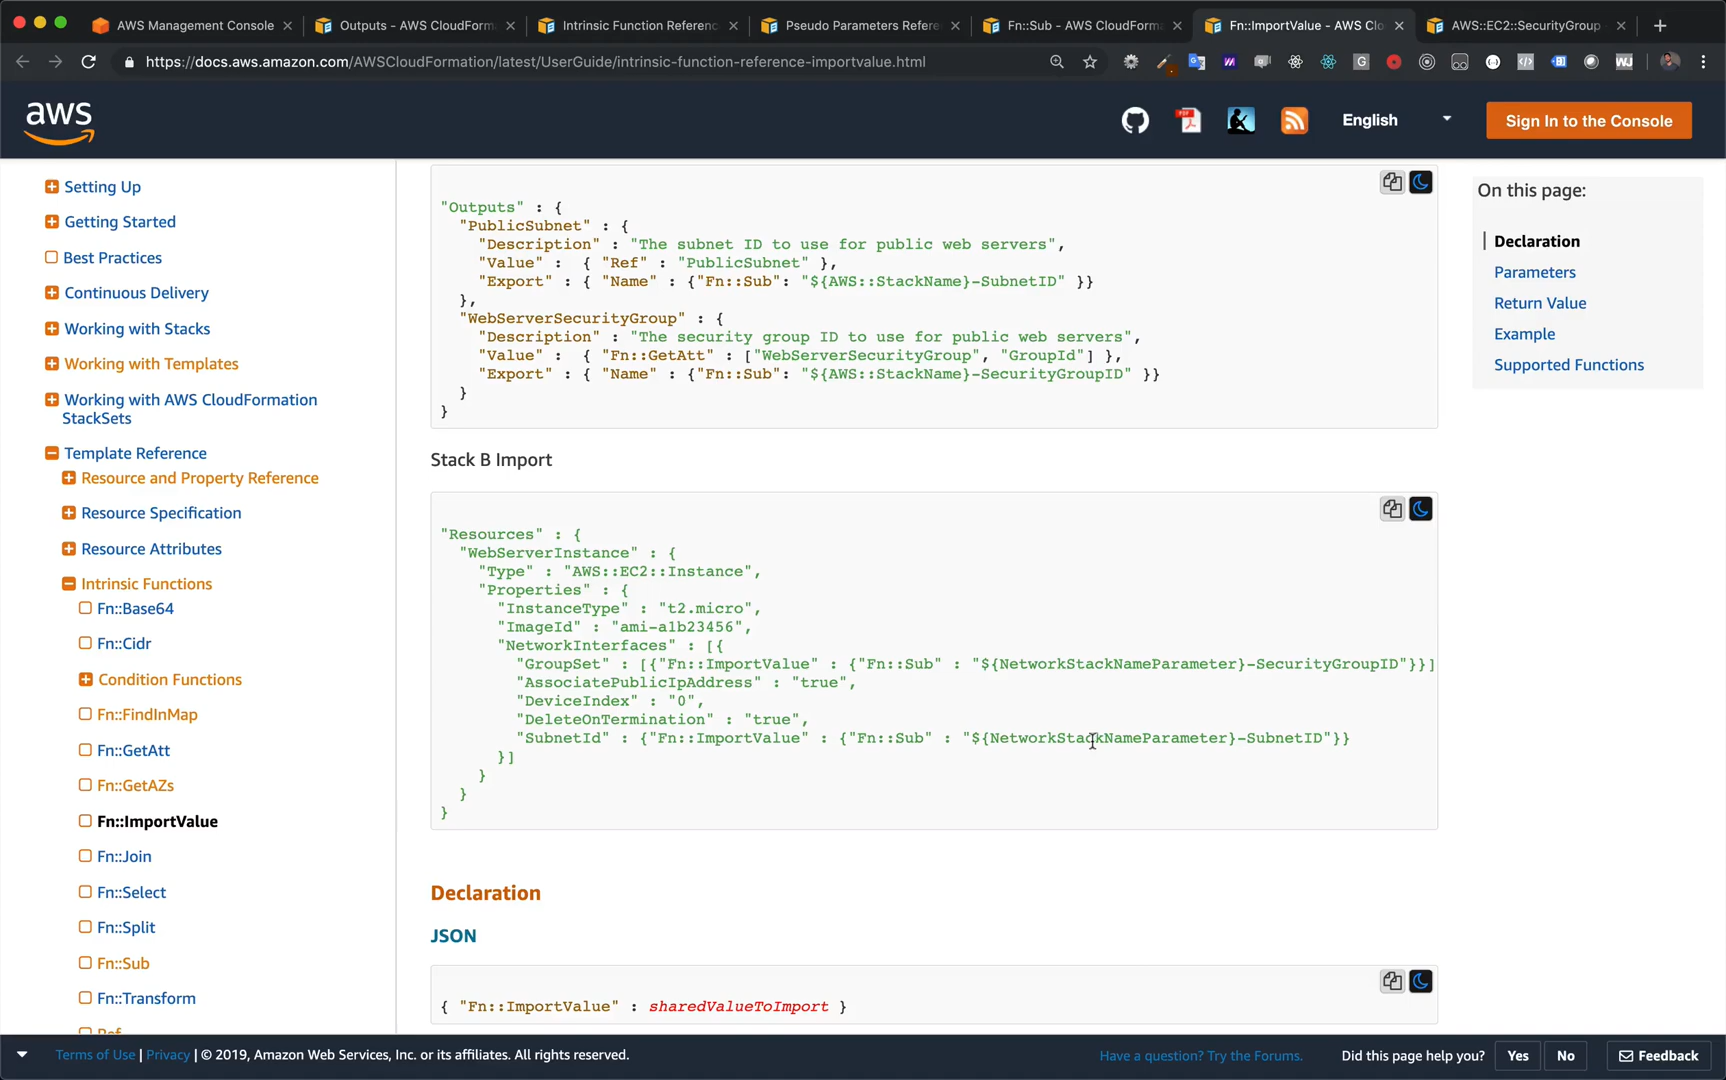 AWS Management Console
Outputs - AWS CloudForm
Intrinsic Function Referenc
Pseudo Parameters Refere
Fn::Sub - AWS CloudForma
Fn::ImportValue - AWS Clo
AWS::EC2::SecurityGroup
https://docs.aws.amazon.com/AWSCloudFormation/latest/UserGuide/intrinsic-function-reference-importvalue.html
aws
English
Sign In to the Console
Setting Up
Getting Started
Best Practices
Continuous Delivery
Working with Stacks
Working with Templates
Working with AWS CloudFormation
StackSets
Template Reference
Resource and Property Reference
Resource Specification
Resource Attributes
Intrinsic Functions
Fn::Base64
Fn::Cidr
Condition Functions
Fn::FindInMap
Fn::GetAtt
Fn::GetAZs
Fn::ImportValue
Fn::Join
Fn::Select
Fn::Split
Fn::Sub
Fn::Transform
Ref
"Outputs" : {
"PublicSubnet" : {
"Description" : "The subnet ID to use for public web servers",
"Value" :  { "Ref" : "PublicSubnet" },
"Export" : { "Name" : {"Fn::Sub": "${AWS::StackName}-SubnetID" }}
},
"WebServerSecurityGroup" : {
"Description" : "The security group ID to use for public web servers",
"Value" :  { "Fn::GetAtt" : ["WebServerSecurityGroup", "GroupId"] },
"Export" : { "Name" : {"Fn::Sub": "${AWS::StackName}-SecurityGroupID" }}
}
}
Stack B Import
"Resources" : {
"WebServerInstance" : {
"Type" : "AWS::EC2::Instance",
"Properties" : {
"InstanceType" : "t2.micro",
"ImageId" : "ami-a1b23456",
"NetworkInterfaces" : [{
"GroupSet" : [{"Fn::ImportValue" : {"Fn::Sub" : "${NetworkStackNameParameter}-SecurityGroupID"}}]
"AssociatePublicIpAddress" : "true",
"DeviceIndex" : "0",
"DeleteOnTermination" : "true",
"SubnetId" : {"Fn::ImportValue" : {"Fn::Sub" : "${NetworkStackNameParameter}-SubnetID"}}
}]
}
}
}
Declaration
JSON
{ "Fn::ImportValue" : sharedValueToImport }
On this page:
Declaration
Parameters
Return Value
Example
Supported Functions
Terms of Use | Privacy | © 2019, Amazon Web Services, Inc. or its affiliates. All rights reserved.
Have a question? Try the Forums.
Did this page help you?
Yes
No
Feedback